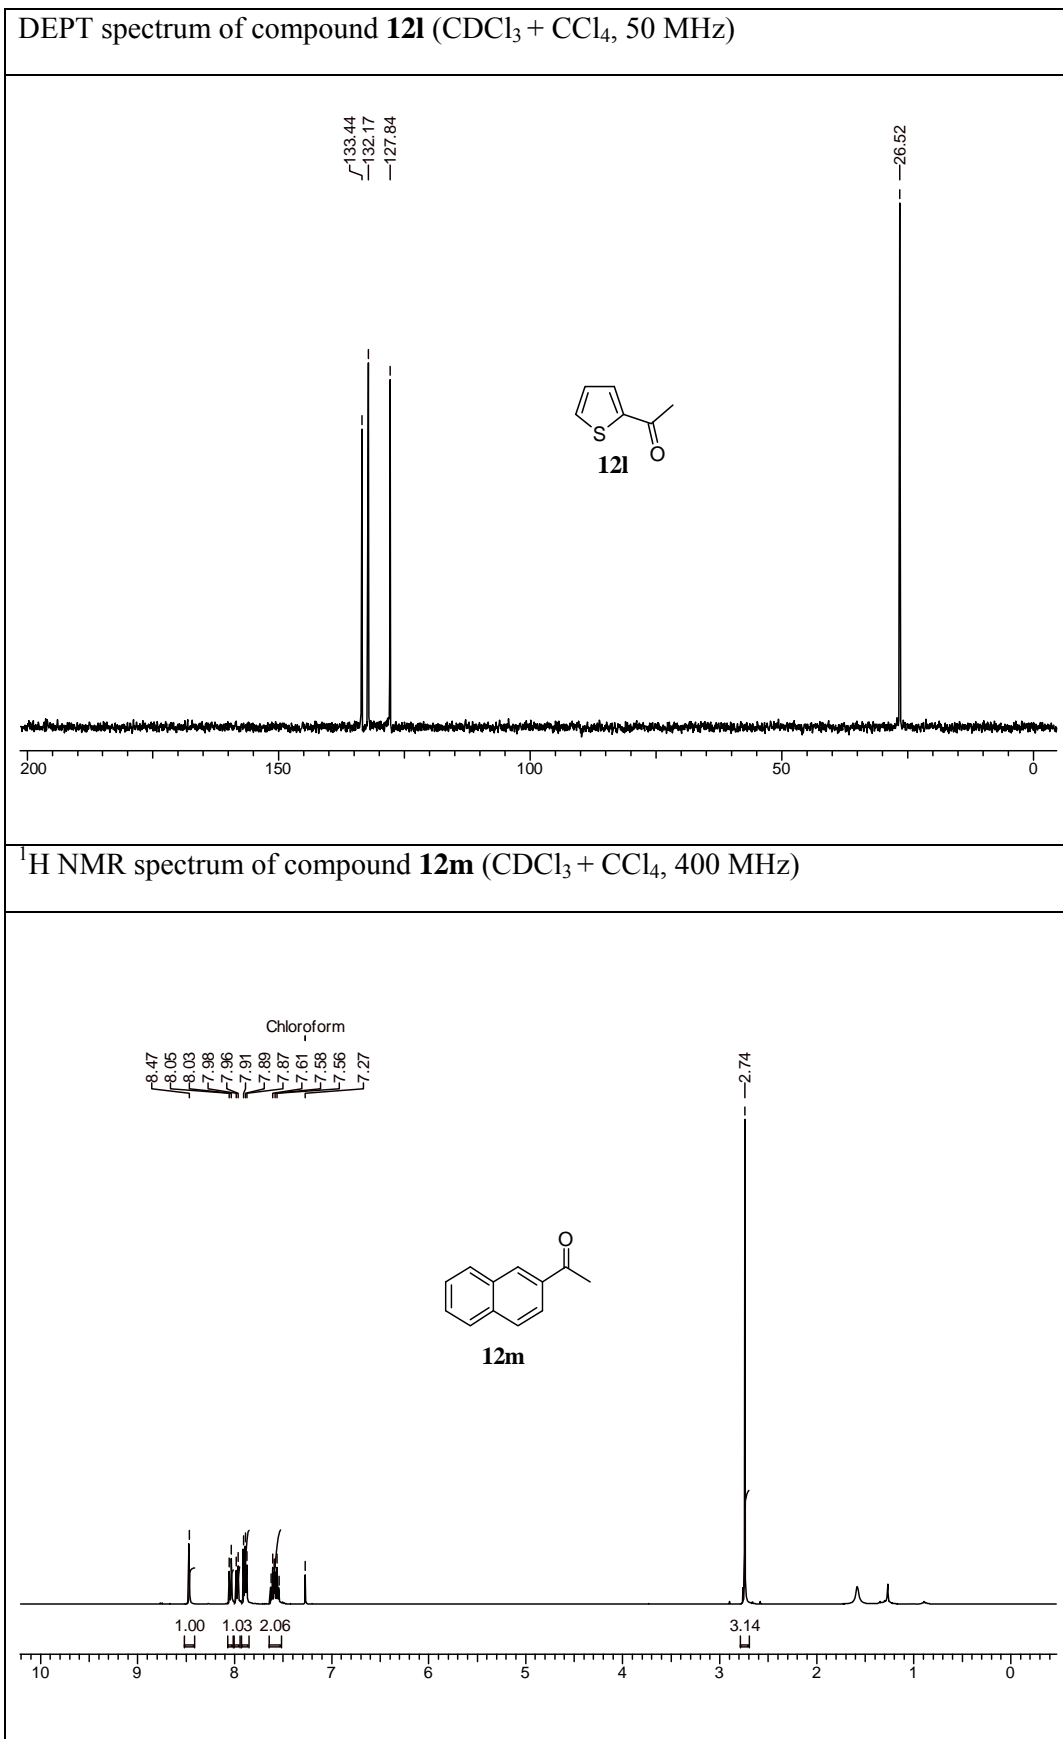 DEPT spectrum of compound 12l (CDCl3 + CCl4, 50 MHz)
133.44
132.17
127.84
26.52
S
O
12l
200 150 100 50 0
1H NMR spectrum of compound 12m (CDCl3 + CCl4, 400 MHz)
Chloroform
8.47
8.05
8.03
7.98
7.96
7.91
7.89
7.87
7.61
7.58
7.56
7.27
2.74
O
12m
1.00 1.03 2.06 3.14
10 9 8 7 6 5 4 3 2 1 0